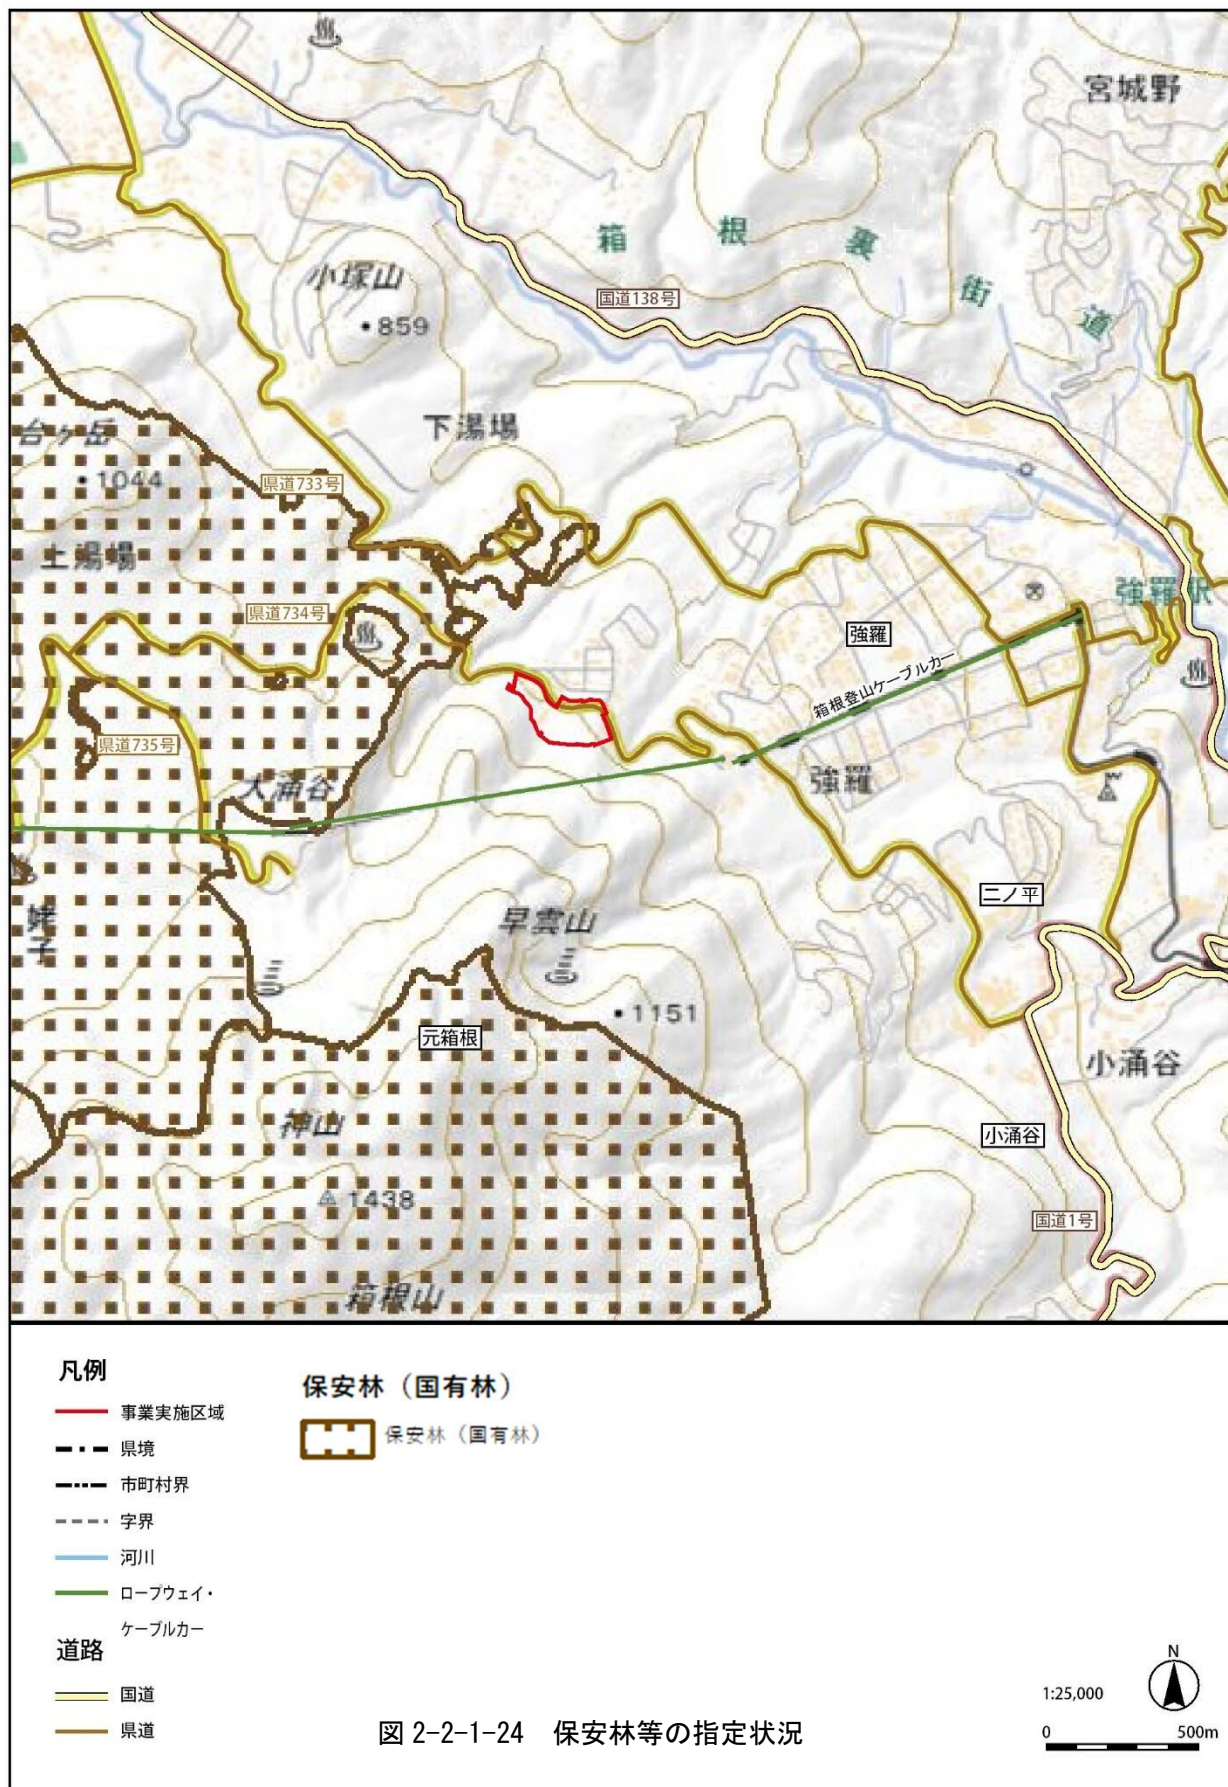 宮城野
箱根裏街道
小塚山
859
国道138号
下湯場
台ヶ岳
1044
県道733号
上湯場
県道734号
強羅駅
強羅
箱根登山ケーブルカー
県道735号
大涌谷
強羅
二ノ平
姥子
早雲山
1151
元箱根
小涌谷
神山
小涌谷
1438
国道1号
箱根山
凡例
事業実施区域
県境
市町村界
字界
河川
ロープウェイ・
ケーブルカー
道路
国道
県道
保安林（国有林）
保安林（国有林）
図 2-2-1-24　保安林等の指定状況
N
1:25,000
0 500m